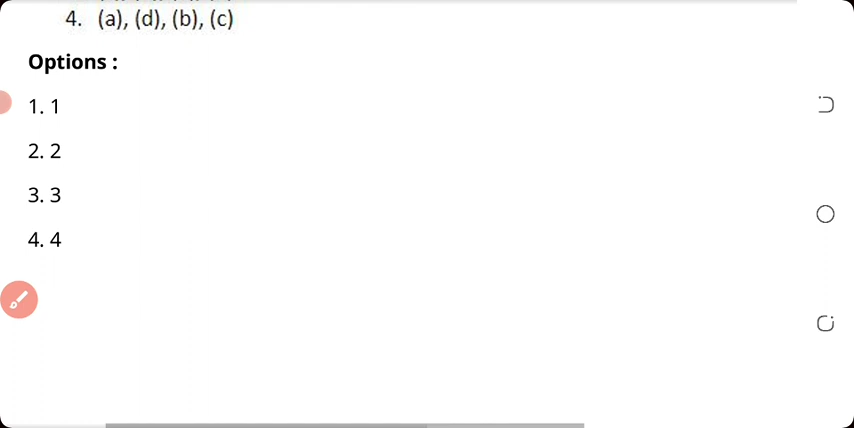 4. (a), (d), (b), (c)
Options :
1. 1
2. 2
3. 3
4. 4